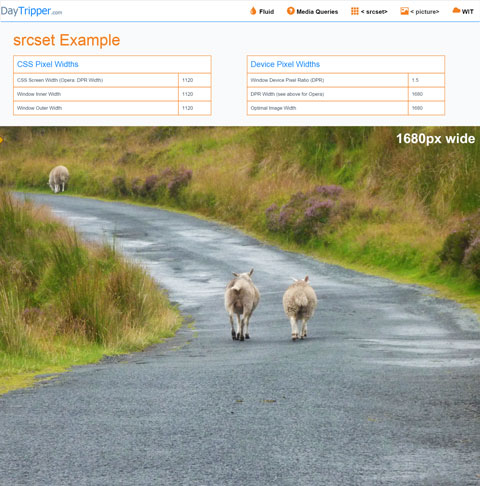 DayTripper.com
Fluid
Media Queries
< srcset>
< picture>
WiT
srcset Example
CSS Pixel Widths
CSS Screen Width (Opera: DPR Width) 1120
Window Inner Width 1120
Window Outer Width 1120
Device Pixel Widths
Window Device Pixel Ratio (DPR) 1.5
DPR Width (see above for Opera) 1680
Optimal Image Width 1680
1680px wide